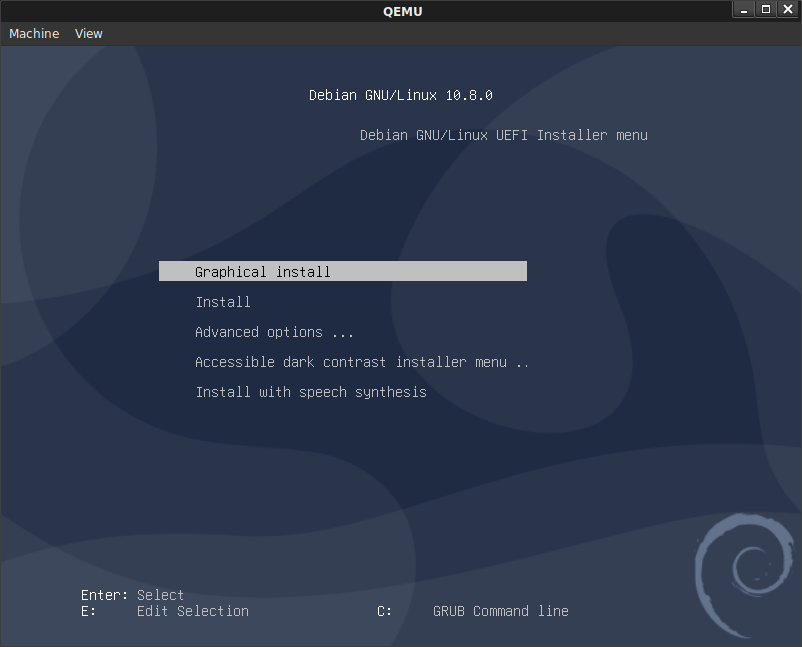 QEMU
Machine View
Debian GNU/Linux 10.8.0
Debian GNU/Linux UEFI Installer menu
Graphical install
Install
Advanced options ...
Accessible dark contrast installer menu ..
Install with speech synthesis
Enter: Select
E: Edit Selection C: GRUB Command line